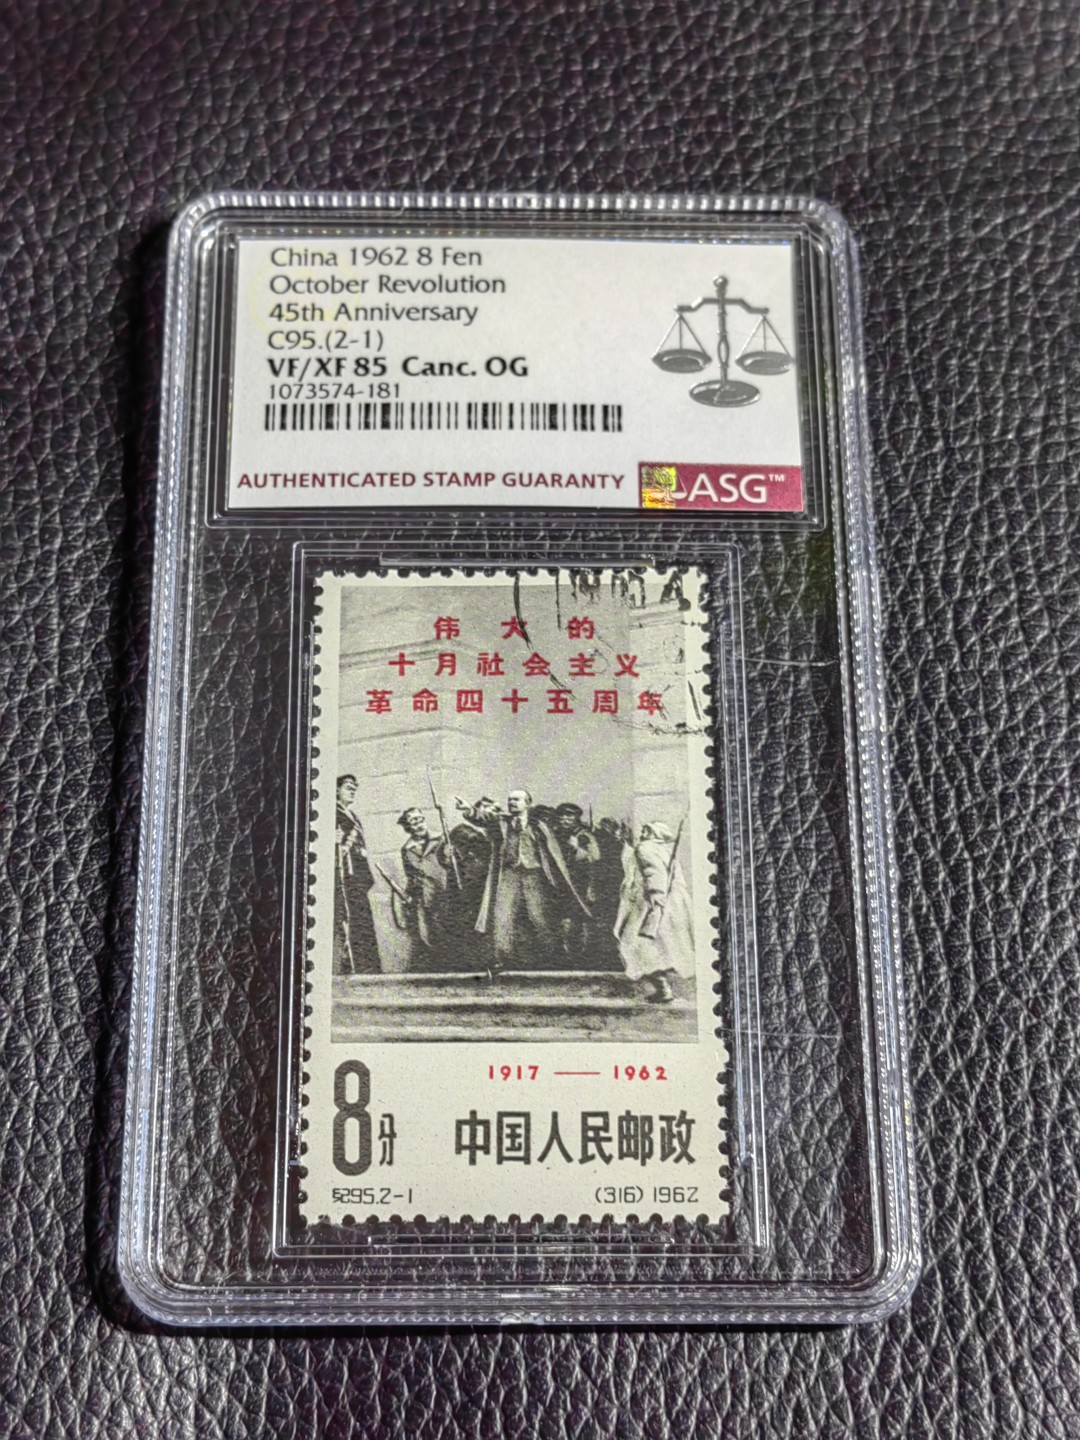 China 1962 8 Fen
October Revolution
45th Anniversary
C95.(2-1)
VF/XF 85 Canc. OG
1073574-181
AUTHENTICATED STAMP GUARANTY
ASG™
伟大的
十月社会主义
革命四十五周年
1917 — 1962
8分
中国人民邮政
纪95.2-1
(316) 1962